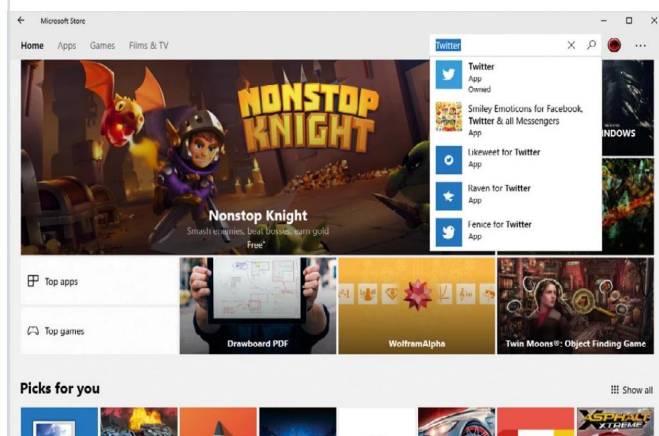 Microsoft Store
Home Apps Games Films & TV
Twitter
Twitter
App
Owned
Smiley Emoticons for Facebook,
Twitter & all Messengers
App
Likeweet for Twitter
App
Raven for Twitter
App
Fenice for Twitter
App
NONSTOP
KNIGHT
NDOWS
Nonstop Knight
Smash enemies, beat bosses, earn gold
Free*
Top apps
Top games
Drawboard PDF
WolframAlpha
Twin Moons®: Object Finding Game
Picks for you
Show all
ASPHALT
XTREME